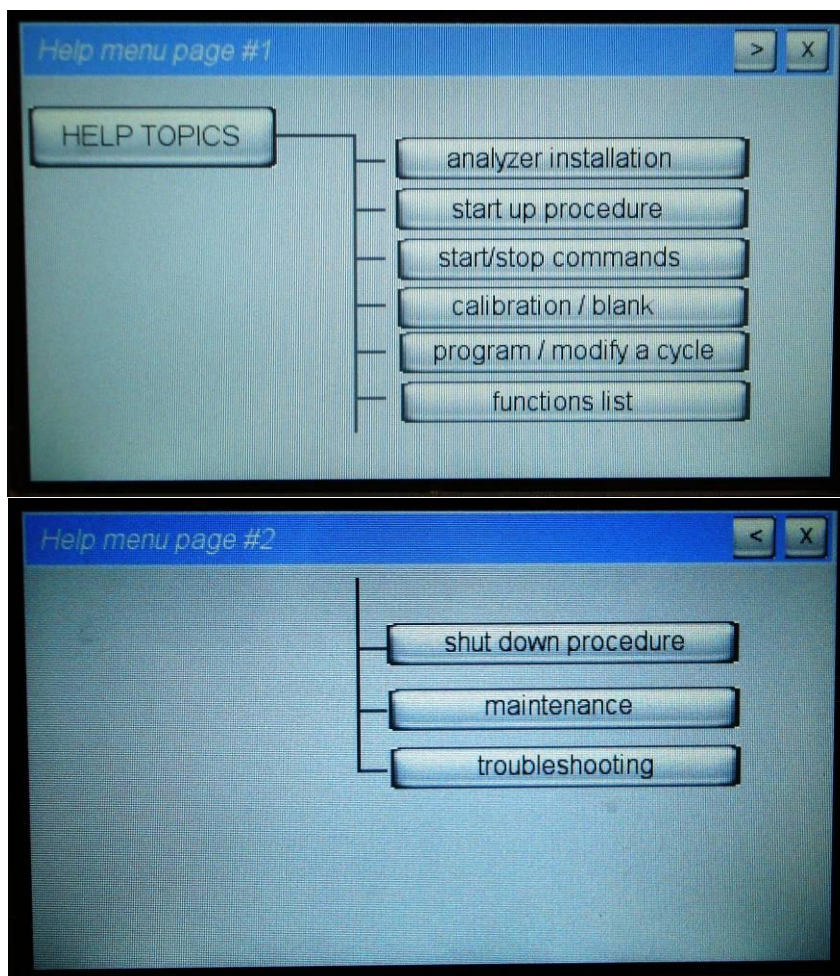 Help menu page #1
> X
HELP TOPICS
analyzer installation
start up procedure
start/stop commands
calibration / blank
program / modify a cycle
functions list
Help menu page #2
< X
shut down procedure
maintenance
troubleshooting